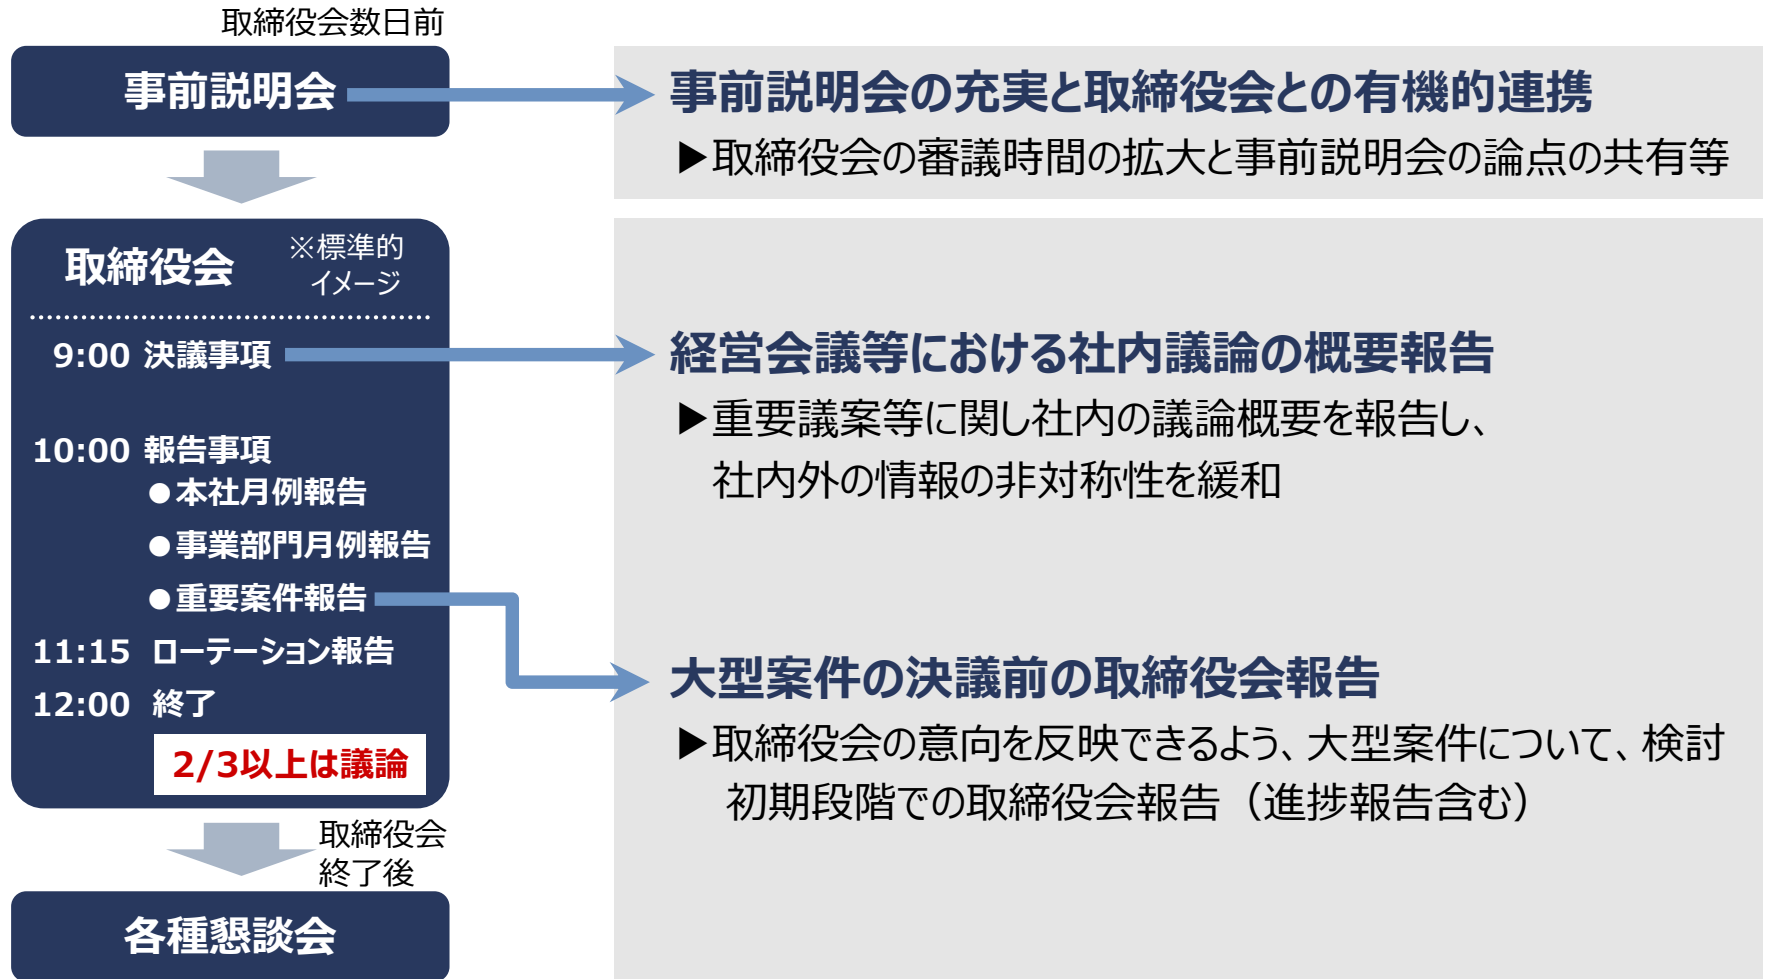 取締役会数日前
事前説明会
事前説明会の充実と取締役会との有機的連携
▶取締役会の審議時間の拡大と事前説明会の論点の共有等
取締役会
※標準的
イメージ
9:00 決議事項
10:00 報告事項
●本社月例報告
●事業部門月例報告
●重要案件報告
11:15 ローテーション報告
12:00 終了
2/3以上は議論
経営会議等における社内議論の概要報告
▶重要議案等に関し社内の議論概要を報告し、
社内外の情報の非対称性を緩和
大型案件の決議前の取締役会報告
▶取締役会の意向を反映できるよう、大型案件について、検討
初期段階での取締役会報告（進捗報告含む）
取締役会
終了後
各種懇談会